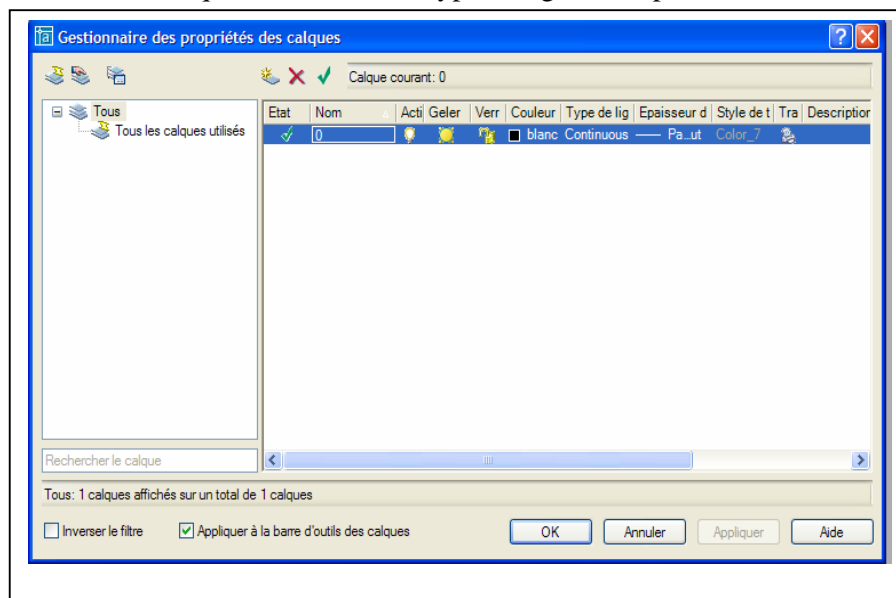 Gestionnaire des propriétés des calques
Calque courant: 0
Tous
Tous les calques utilisés
Etat Nom Acti Geler Verr Couleur Type de lig Epaisseur d Style de t Tra Description
0 blanc Continuous Pa...ut Color_7
Rechercher le calque
Tous: 1 calques affichés sur un total de 1 calques
Inverser le filtre Appliquer à la barre d'outils des calques OK Annuler Appliquer Aide